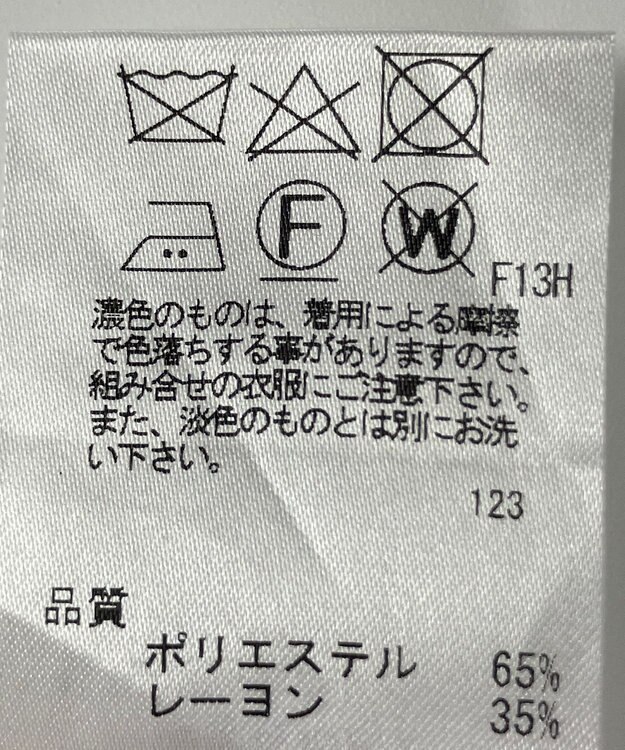 F W
F13H
濃色のものは、着用による摩擦
で色落ちする事がありますので、
組み合せの衣服にご注意下さい。
また、淡色のものとは別にお洗
い下さい。
123
品質
ポリエステル 65%
レーヨン 35%